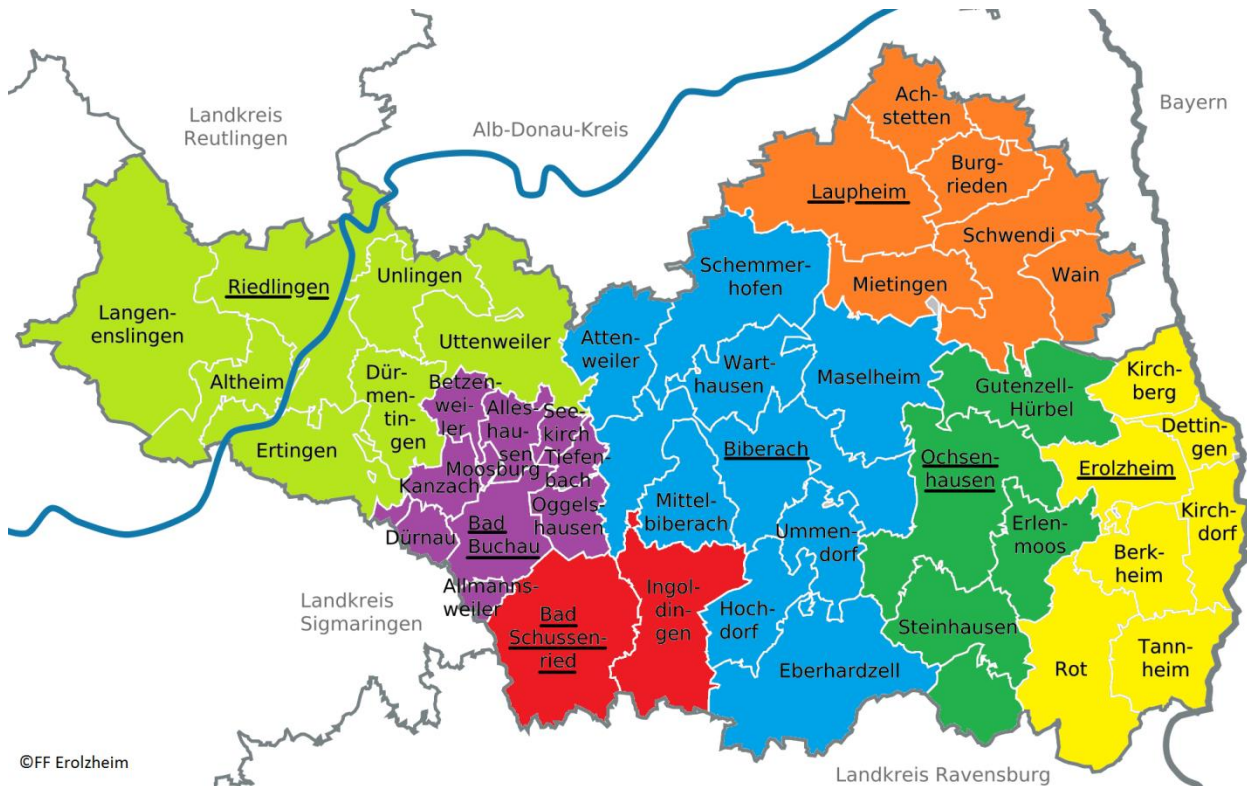 Landkreis
Reutlingen
Alb-Donau-Kreis
Bayern
Ach-
stetten
Burg-
rieden
Laupheim
Schwendi
Wain
Mietingen
Langen-
enslingen
Riedlingen
Unlingen
Uttenweiler
Altheim
Dür-
men-
tin-
gen
Ertingen
Schemmer-
hofen
Atten-
weiler
Wart-
hausen
Maselheim
Biberach
Mittel-
biberach
Ummen-
dorf
Hoch-
dorf
Eberhardzell
Betzen-
wei-
ler
Alles-
hau-
sen
See-
kirch
Moosburg
Tiefen-
bach
Kanzach
Oggels-
hausen
Dürnau
Bad
Buchau
Allmanns-
weiler
Bad
Schussen-
ried
Ingol-
din-
gen
Gutenzell-
Hürbel
Ochsen-
hausen
Erlen-
moos
Steinhausen
Kirch-
berg
Dettin-
gen
Erolzheim
Kirch-
dorf
Berk-
heim
Rot
Tann-
heim
Landkreis
Sigmaringen
Landkreis Ravensburg
©FF Erolzheim